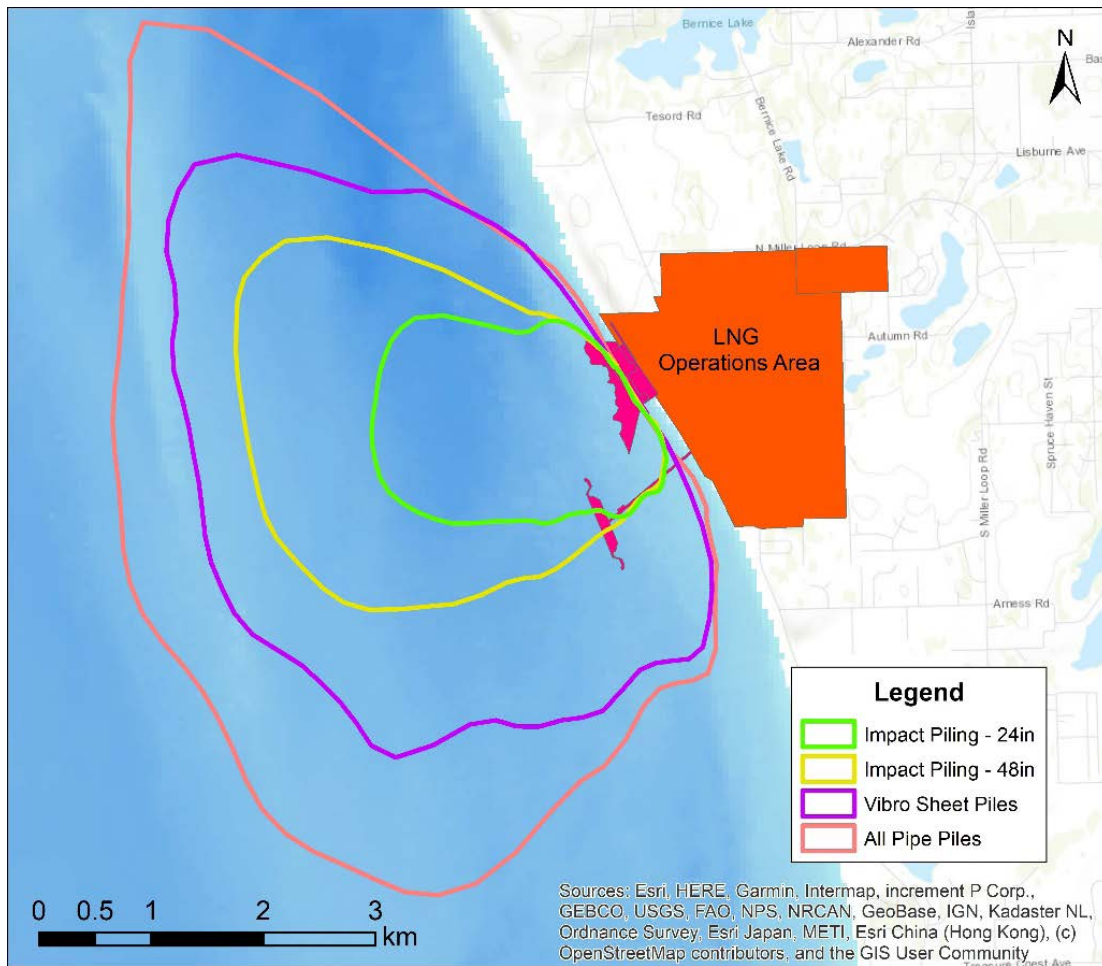 Bernice Lake
Isla
Alexander Rd
N
Tesord Rd
Bernice Lake Rd
Lisburne Ave
N Miller Loop Rd
LNG
Operations Area
Autumn Rd
Spruce Haven St
S Miller Loop Rd
Arness Rd
Legend
Impact Piling - 24in
Impact Piling - 48in
Vibro Sheet Piles
All Pipe Piles
0 0.5 1 2 3
km
Sources: Esri, HERE, Garmin, Intermap, increment P Corp.,
GEBCO, USGS, FAO, NPS, NRCAN, GeoBase, IGN, Kadaster NL,
Ordnance Survey, Esri Japan, METI, Esri China (Hong Kong), (c)
OpenStreetMap contributors, and the GIS User Community